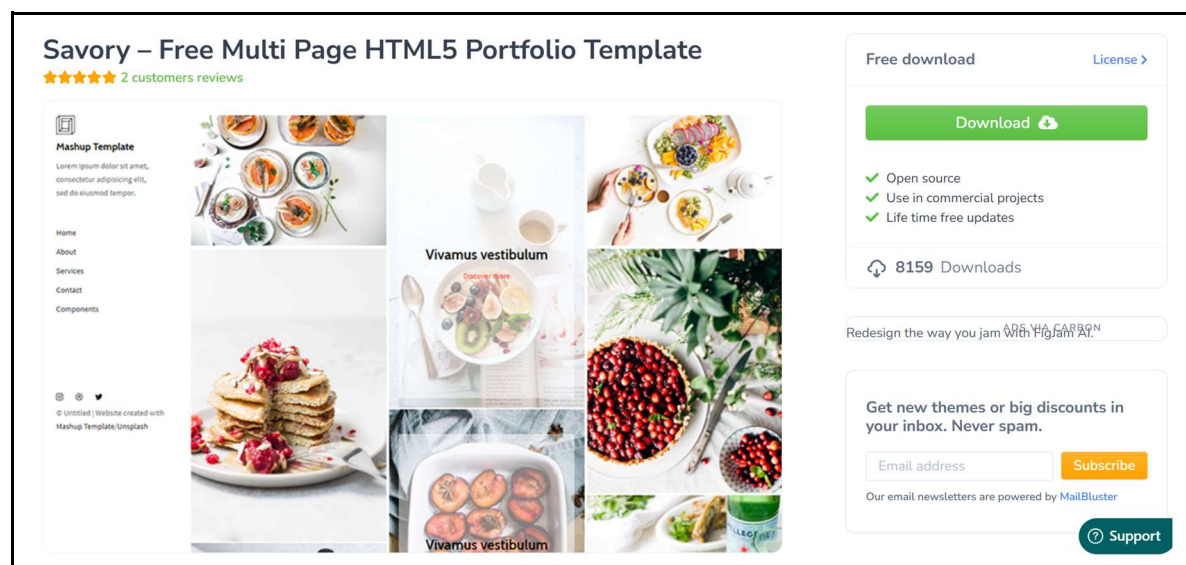 Savory – Free Multi Page HTML5 Portfolio Template
2 customers reviews
Mashup Template
Lorem ipsum dolor sit amet,
consectetur adipisicing elit,
sed do eiusmod tempor.
Home
About
Services
Contact
Components
© Untitled | Website created with
Mashup Template/Unsplash
Vivamus vestibulum
Discover more
Vivamus vestibulum
Free download
License
Download
Open source
Use in commercial projects
Life time free updates
8159 Downloads
ADS VIA CARBON
Redesign the way you jam with FigJam AI.
Get new themes or big discounts in
your inbox. Never spam.
Email address
Subscribe
Our email newsletters are powered by MailBluster
Support